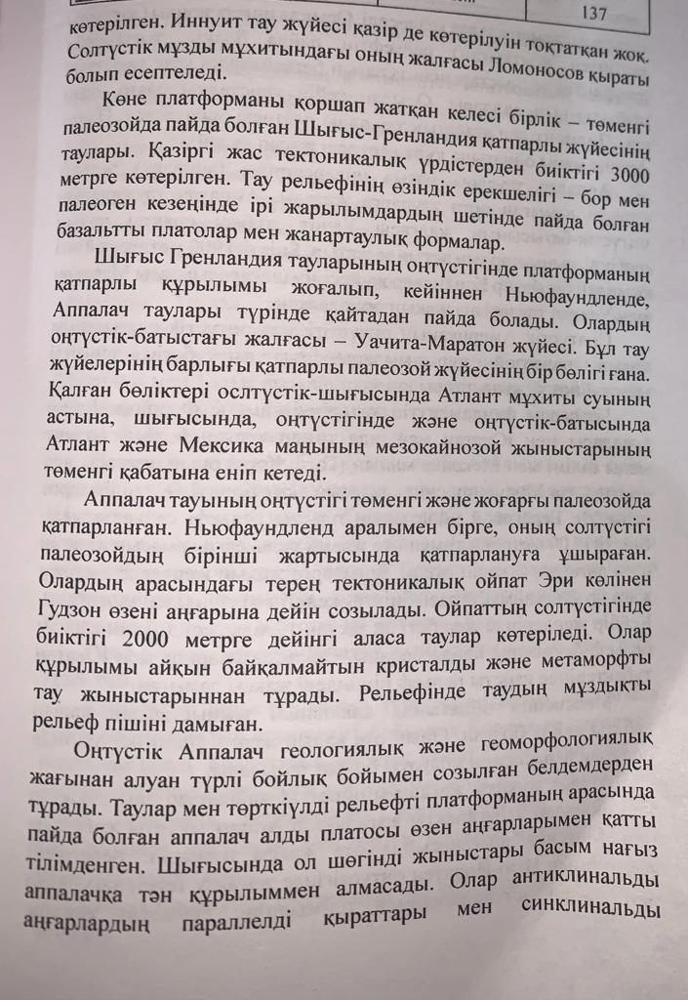 137
көтерілген. Иннуит тау жүйесі қазір де көтерілуін тоқтатқан жоқ.
Солтүстік мұзды мұхитындағы оның жалғасы Ломоносов қыраты
болып есептеледі.
Көне платформаны қоршап жатқан келесі бірлік – төменгі
палеозойда пайда болған Шығыс-Гренландия қатпарлы жүйесінің
таулары. Қазіргі жас тектоникалық үрдістерден биіктігі 3000
метрге көтерілген. Тау рельефінің өзіндік ерекшелігі – бор мен
палеоген кезеңінде ірі жарылымдардың шетінде пайда болған
базальтты платолар мен жанартаулық формалар.
Шығыс Гренландия тауларының оңтүстігінде платформаның
қатпарлы құрылымы жоғалып, кейіннен Ньюфаундленде,
Аппалач таулары түрінде қайтадан пайда болады. Олардың
оңтүстік-батыстағы жалғасы – Уачита-Маратон жүйесі. Бұл тау
жүйелерінің барлығы қатпарлы палеозой жүйесінің бір бөлігі ғана.
Қалған бөліктері ослтүстік-шығысында Атлант мұхиты суының
астына, шығысында, оңтүстігінде және оңтүстік-батысында
Атлант және Мексика маңының мезокайнозой жыныстарының
төменгі қабатына еніп кетеді.
Аппалач тауының оңтүстігі төменгі және жоғарғы палеозойда
қатпарланған. Ньюфаундленд аралымен бірге, оның солтүстігі
палеозойдың бірінші жартысында қатпарлануға ұшыраған.
Олардың арасындағы терең тектоникалық ойпат Эри көлінен
Гудзон өзені аңғарына дейін созылады. Ойпаттың солтүстігінде
биіктігі 2000 метрге дейінгі аласа таулар көтеріледі. Олар
құрылымы айқын байқалмайтын кристалды және метаморфты
тау жыныстарыннан тұрады. Рельефінде таудың мұздықты
рельеф пішіні дамыған.
Оңтүстік Аппалач геологиялық және геоморфологиялық
жағынан алуан түрлі бойлық бойымен созылған белдемдерден
тұрады. Таулар мен төрткіүлді рельефті платформаның арасында
пайда болған аппалач алды платосы өзен аңғарларымен қатты
тілімденген. Шығысында ол шөгінді жыныстары басым нағыз
аппалачқа тән құрылыммен алмасады. Олар антиклинальды
аңғарлардың параллелді қыраттары мен синклинальды